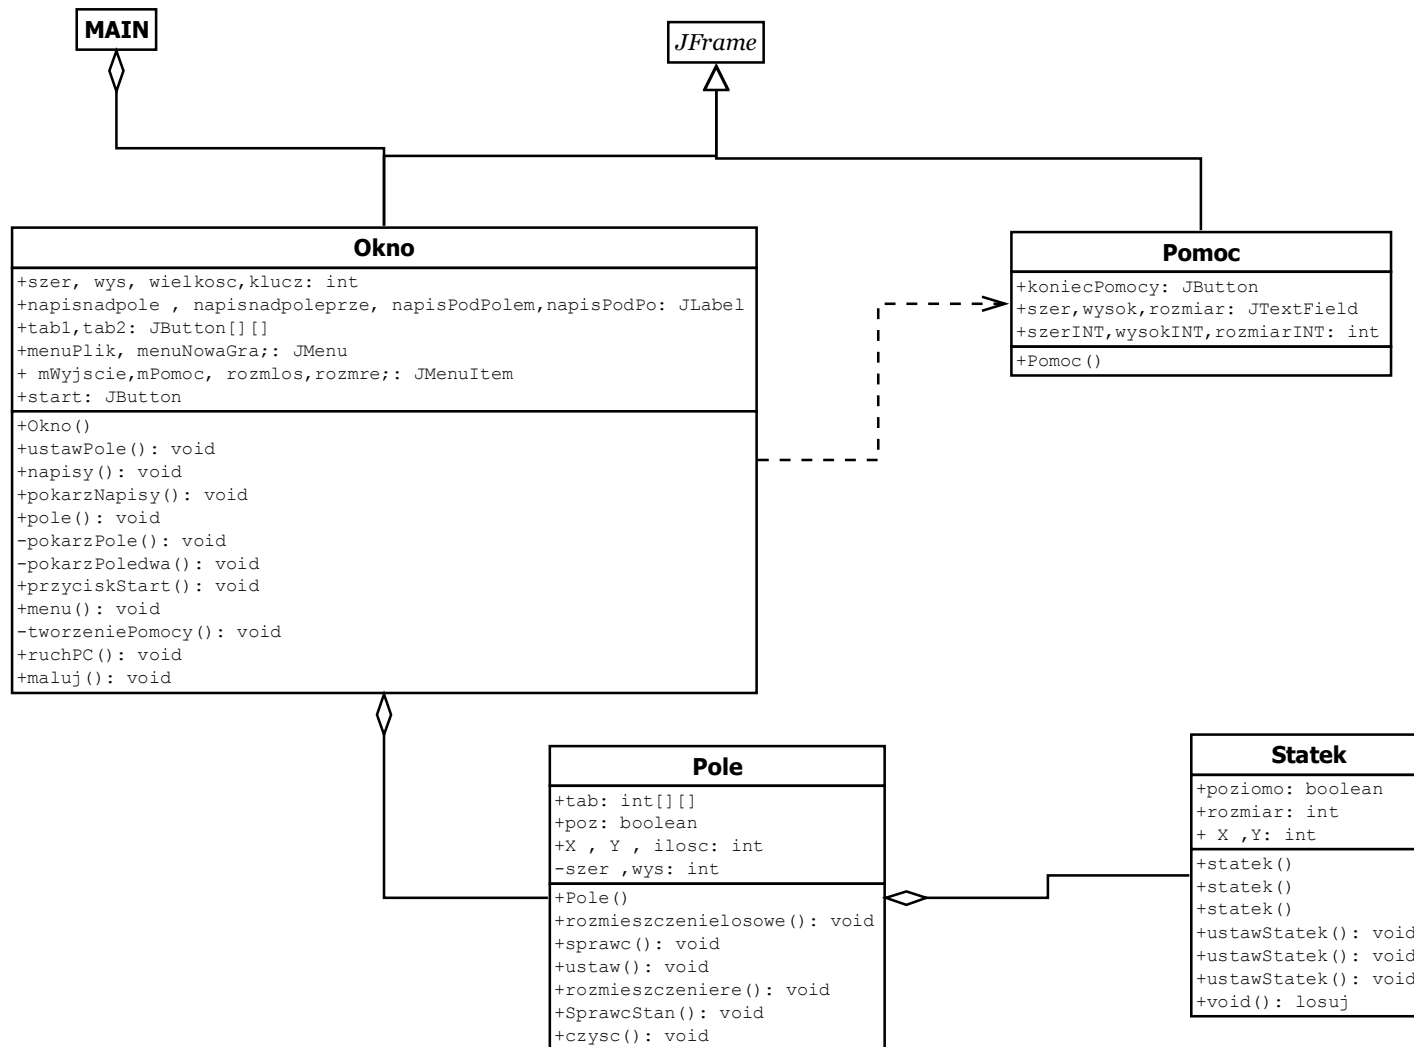 MAIN
JFrame
Okno
+szer, wys, wielkosc,klucz: int
+napisnadpole , napisnadpoleprze, napisPodPolem,napisPodPo: JLabel
+tab1,tab2: JButton[][]
+menuPlik, menuNowaGra;: JMenu
+ mWyjscie,mPomoc, rozmlos,rozmre;: JMenuItem
+start: JButton
+Okno()
+ustawPole(): void
+napisy(): void
+pokarzNapisy(): void
+pole(): void
-pokarzPole(): void
-pokarzPoledwa(): void
+przyciskStart(): void
+menu(): void
-tworzeniePomocy(): void
+ruchPC(): void
+maluj(): void
Pomoc
+koniecPomocy: JButton
+szer,wysok,rozmiar: JTextField
+szerINT,wysokINT,rozmiarINT: int
+Pomoc()
Pole
+tab: int[][]
+poz: boolean
+X , Y , ilosc: int
-szer ,wys: int
+Pole()
+rozmieszczenielosowe(): void
+sprawc(): void
+ustaw(): void
+rozmieszczeniere(): void
+SprawcStan(): void
+czysc(): void
Statek
+poziomo: boolean
+rozmiar: int
+ X ,Y: int
+statek()
+statek()
+statek()
+ustawStatek(): void
+ustawStatek(): void
+ustawStatek(): void
+void(): losuj